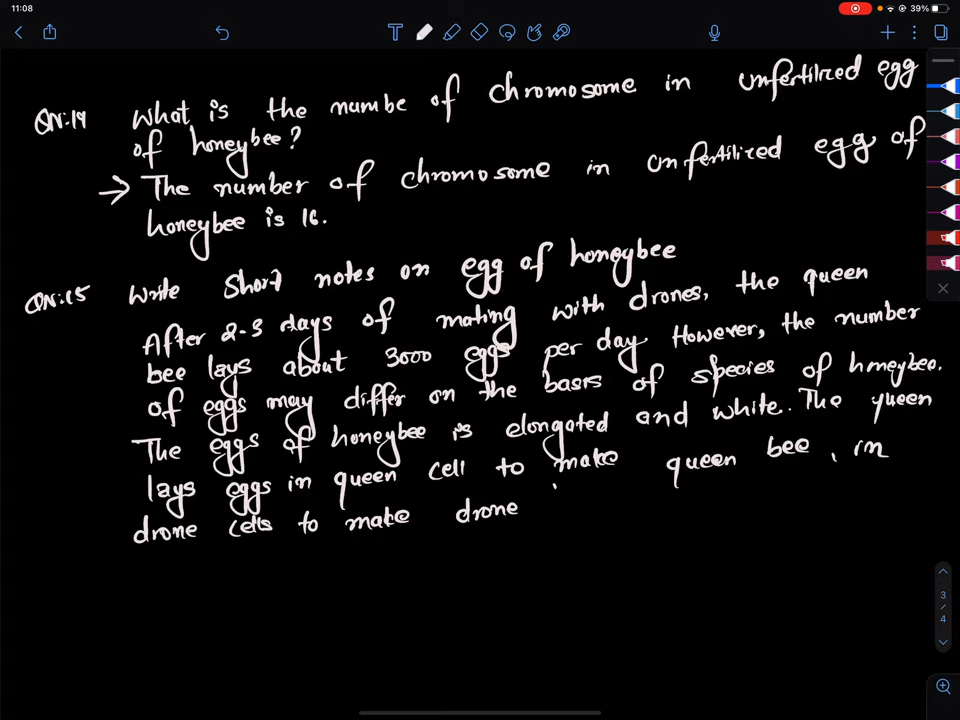 11:08
39%
QN:14 What is the numbe of chromosome in unfertilized egg
of honeybee?
→ The number of chromosome in unfertilized egg of
honeybee is 16.
QN:15 Write short notes on egg of honeybee
After 2-3 days of mating with drones, the queen
bee lays about 3000 eggs per day However, the number
of eggs may differ on the basis of species of honeybee.
The eggs of honeybee is elongated and white. The queen
lays eggs in queen cell to make queen bee, in
drone cells to make drone
3/4